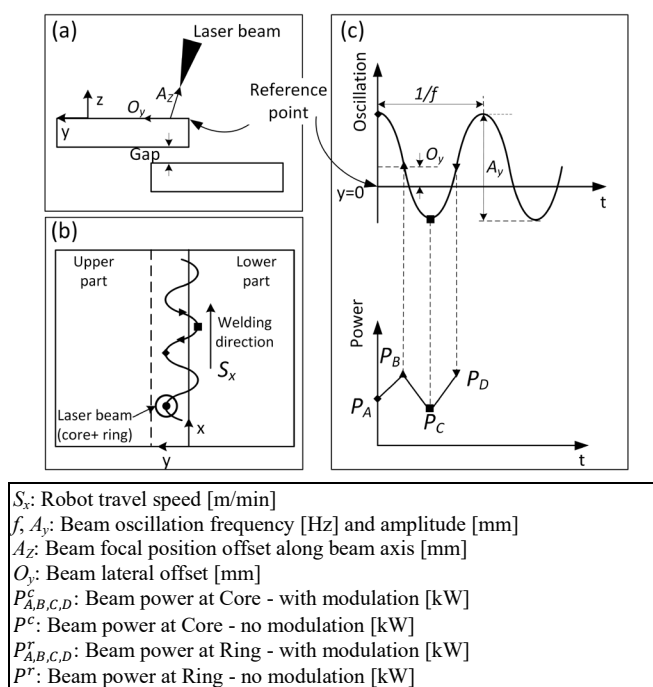 (a)
Laser beam
A_Z
z
O_y
y
Gap
Reference
point
(b)
Upper
part
Lower
part
Welding
direction
S_x
Laser beam
(core+ ring)
x
y
(c)
Oscillation
1/f
O_y
A_y
y=0
t
Power
P_B
P_D
P_A
P_C
t
S_x: Robot travel speed [m/min]
f, A_y: Beam oscillation frequency [Hz] and amplitude [mm]
A_Z: Beam focal position offset along beam axis [mm]
O_y: Beam lateral offset [mm]
P^c_{A,B,C,D}: Beam power at Core - with modulation [kW]
P^c: Beam power at Core - no modulation [kW]
P^r_{A,B,C,D}: Beam power at Ring - with modulation [kW]
P^r: Beam power at Ring - no modulation [kW]